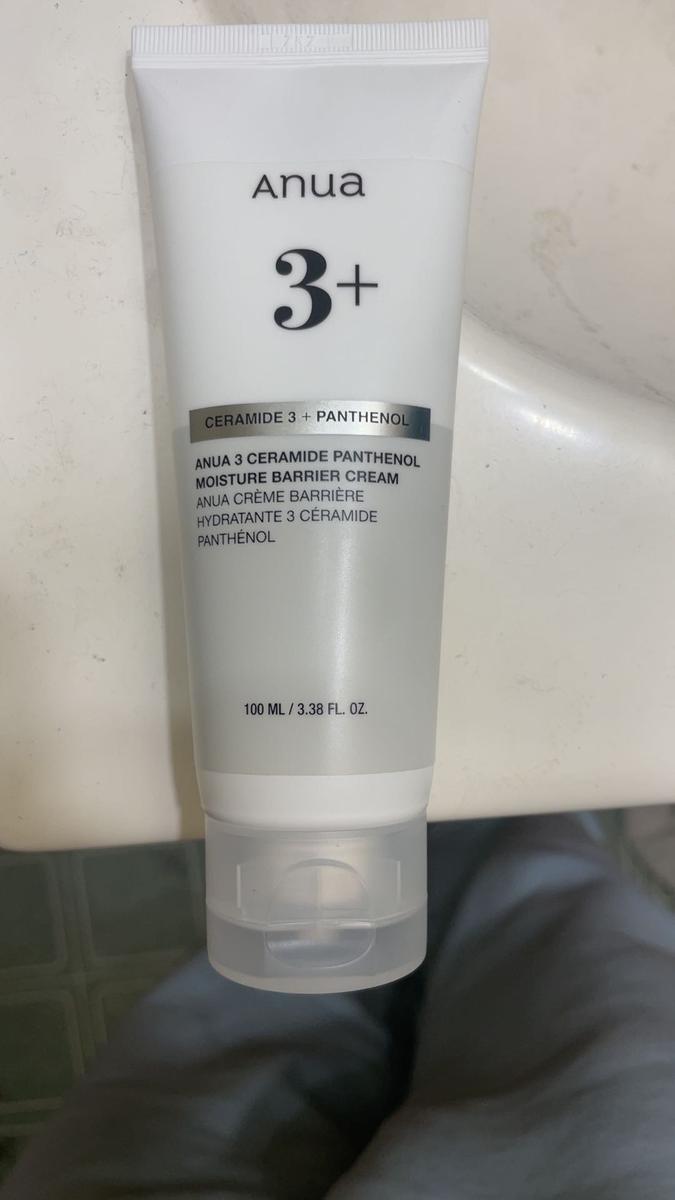 Anua
3+
CERAMIDE 3 + PANTHENOL
ANUA 3 CERAMIDE PANTHENOL
MOISTURE BARRIER CREAM
ANUA CRÈME BARRIÈRE
HYDRATANTE 3 CÉRAMIDE
PANTHÉNOL
100 ML / 3.38 FL. OZ.